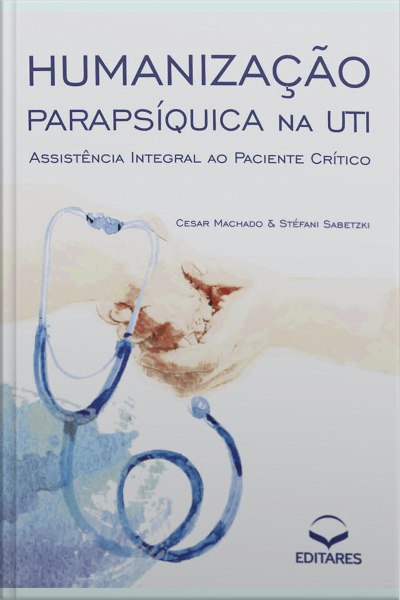 HUMANIZAÇÃO
PARAPSÍQUICA NA UTI
ASSISTÊNCIA INTEGRAL AO PACIENTE CRÍTICO
CESAR MACHADO & STÉFANI SABETZKI
EDITARES